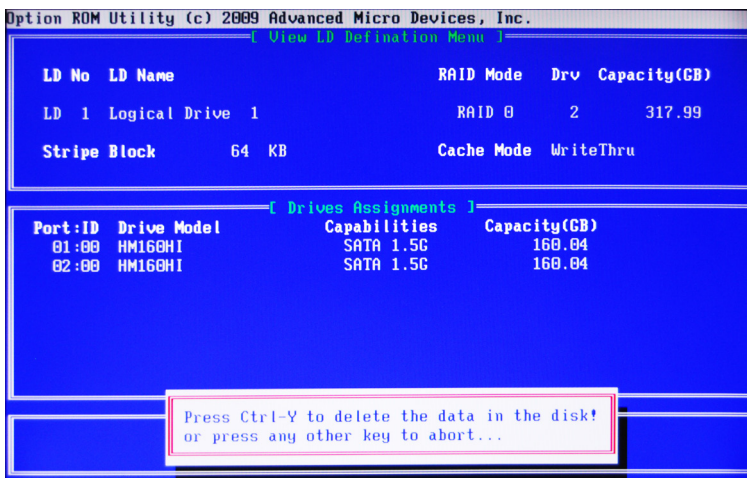 Option ROM Utility (c) 2009 Advanced Micro Devices, Inc.
[ View LD Defination Menu ]
LD No LD Name RAID Mode Drv Capacity(GB)
LD 1 Logical Drive 1 RAID 0 2 317.99
Stripe Block 64 KB Cache Mode WriteThru
[ Drives Assignments ]
Port:ID Drive Model Capabilities Capacity(GB)
01:00 HM160HI SATA 1.5G 160.04
02:00 HM160HI SATA 1.5G 160.04
Press Ctrl-Y to delete the data in the disk!
or press any other key to abort...